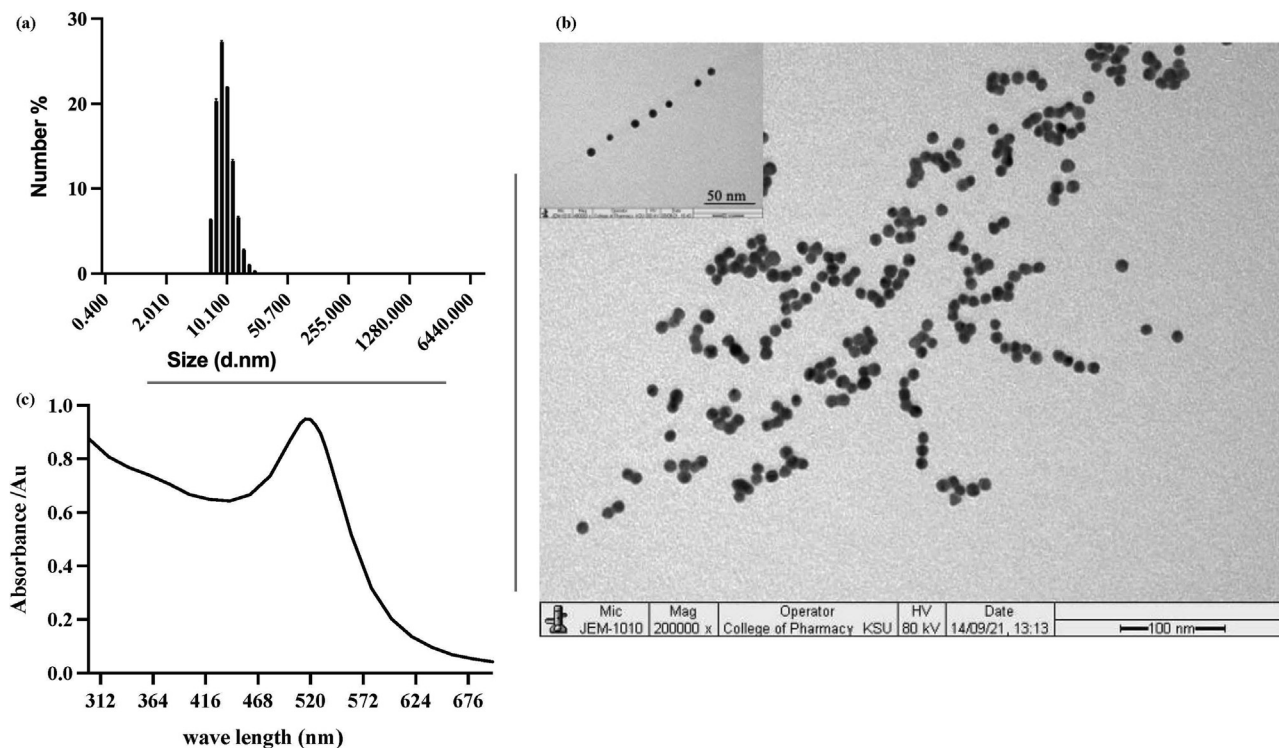 (a)
30
20
10
0
Number %
0.400
2.010
10.100
50.700
255.000
1280.000
6440.000
Size (d.nm)
(b)
50 nm
Mic Mag Operator HV Date
JEM-1010 200000 x College of Pharmacy KSU 80 kV 14/09/21, 13:13 100 nm
(c)
1.0
0.8
0.6
0.4
0.2
0.0
Absorbance /Au
312 364 416 468 520 572 624 676
wave length (nm)